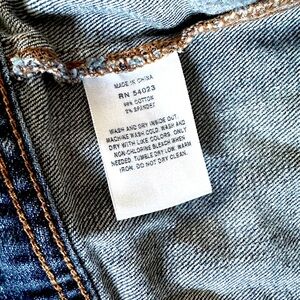 MADE IN CHINA
RN 54023
98% COTTON
2% SPANDEX
WASH AND DRY INSIDE OUT.
MACHINE WASH COLD. WASH AND
DRY WITH LIKE COLORS. ONLY
NON-CHLORINE BLEACH WHEN
NEEDED. TUMBLE DRY LOW. WARM
IRON. DO NOT DRY CLEAN.